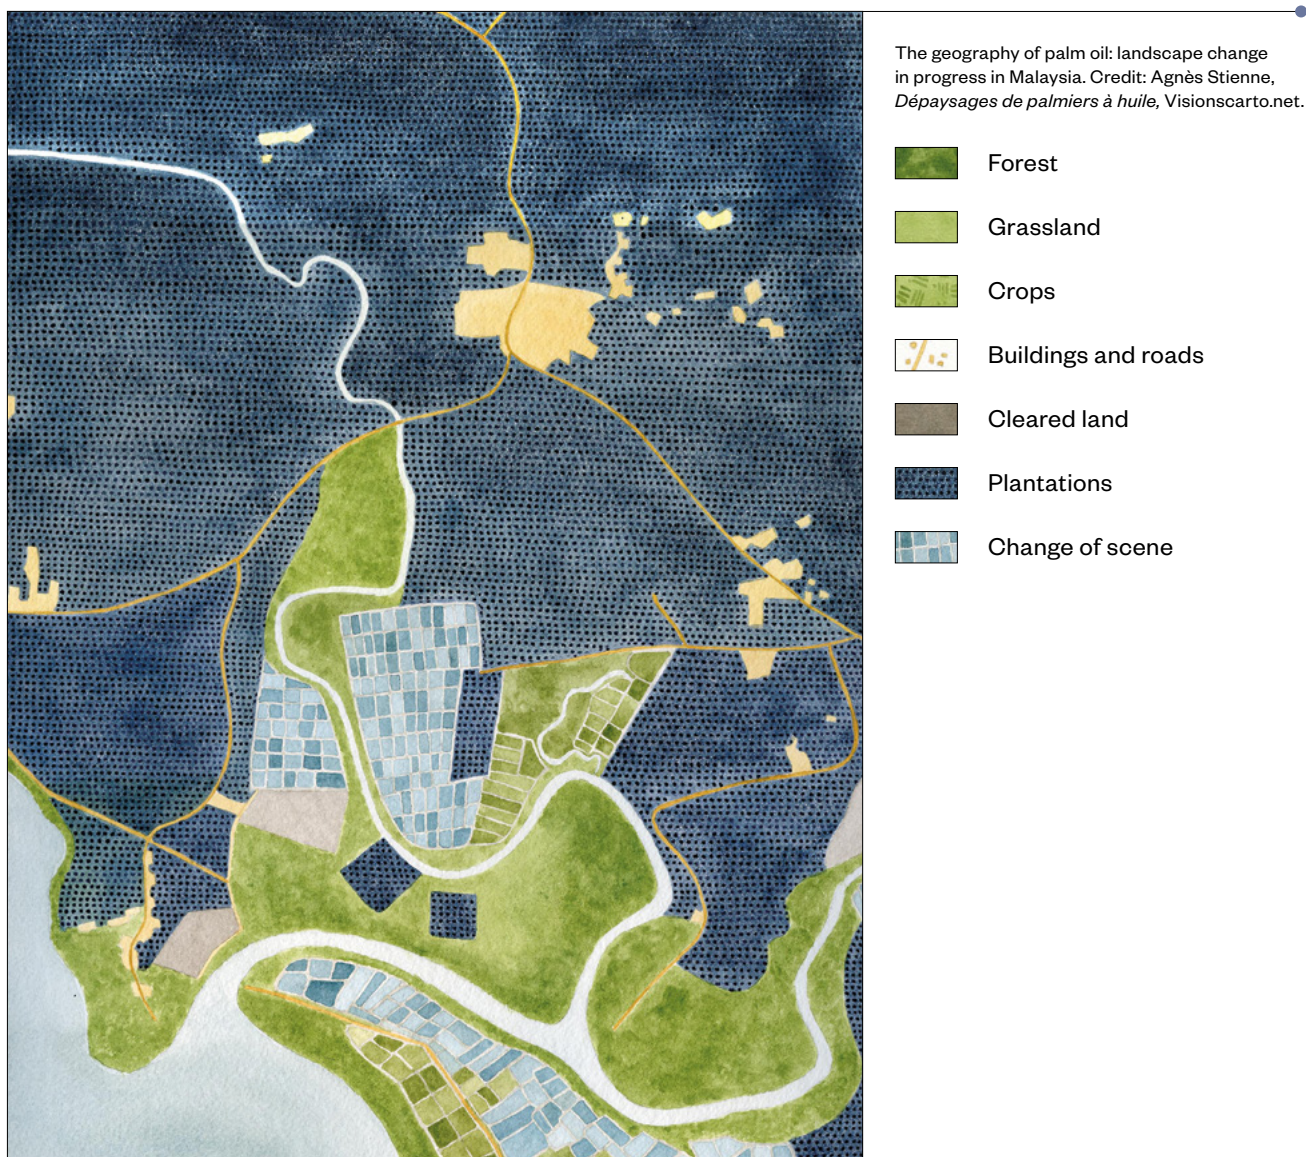 The geography of palm oil: landscape change
in progress in Malaysia. Credit: Agnès Stienne,
Dépaysages de palmiers à huile, Visionscarto.net.
Forest
Grassland
Crops
Buildings and roads
Cleared land
Plantations
Change of scene